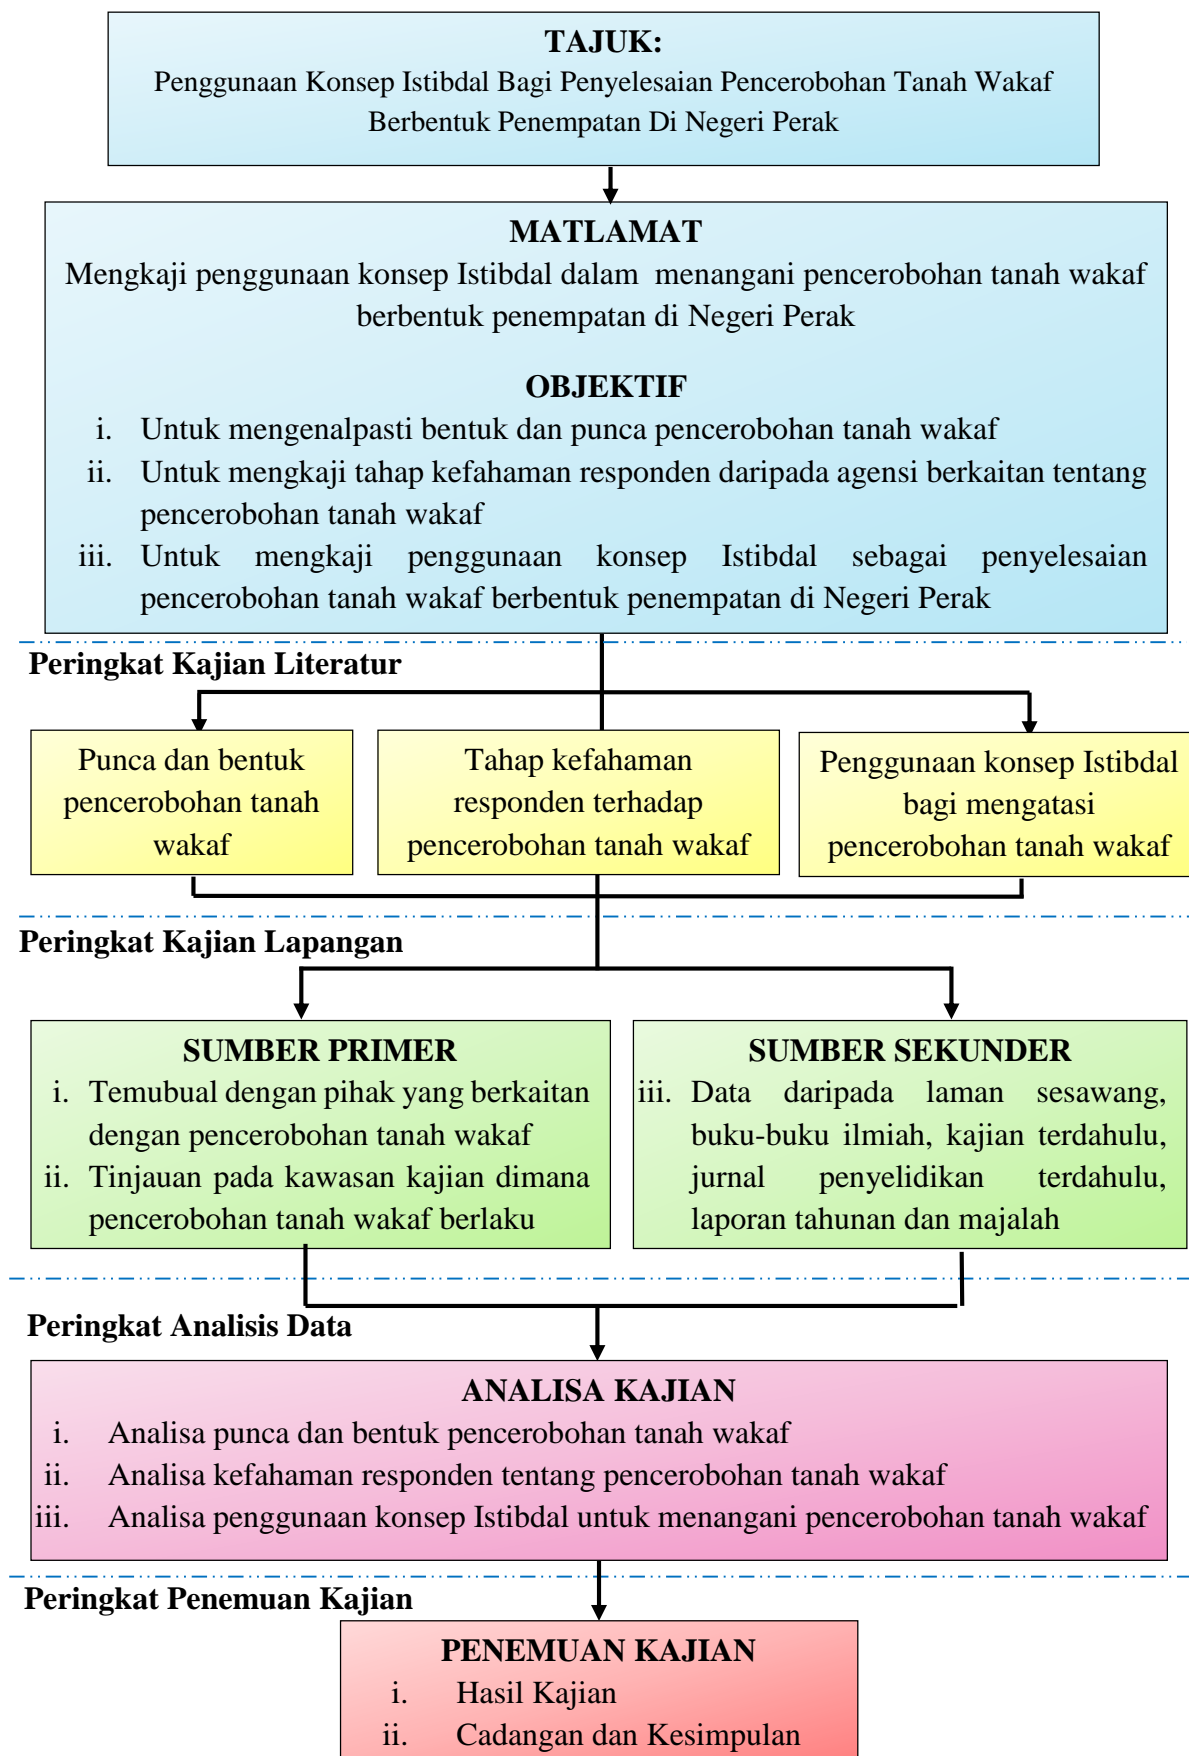 TAJUK:
Penggunaan Konsep Istibdal Bagi Penyelesaian Pencerobohan Tanah Wakaf
Berbentuk Penempatan Di Negeri Perak
MATLAMAT
Mengkaji penggunaan konsep Istibdal dalam menangani pencerobohan tanah wakaf
berbentuk penempatan di Negeri Perak
OBJEKTIF
i. Untuk mengenalpasti bentuk dan punca pencerobohan tanah wakaf
ii. Untuk mengkaji tahap kefahaman responden daripada agensi berkaitan tentang
pencerobohan tanah wakaf
iii. Untuk mengkaji penggunaan konsep Istibdal sebagai penyelesaian
pencerobohan tanah wakaf berbentuk penempatan di Negeri Perak
Peringkat Kajian Literatur
Punca dan bentuk
pencerobohan tanah
wakaf
Tahap kefahaman
responden terhadap
pencerobohan tanah wakaf
Penggunaan konsep Istibdal
bagi mengatasi
pencerobohan tanah wakaf
Peringkat Kajian Lapangan
SUMBER PRIMER
i. Temubual dengan pihak yang berkaitan
dengan pencerobohan tanah wakaf
ii. Tinjauan pada kawasan kajian dimana
pencerobohan tanah wakaf berlaku
SUMBER SEKUNDER
iii. Data daripada laman sesawang,
buku-buku ilmiah, kajian terdahulu,
jurnal penyelidikan terdahulu,
laporan tahunan dan majalah
Peringkat Analisis Data
ANALISA KAJIAN
i. Analisa punca dan bentuk pencerobohan tanah wakaf
ii. Analisa kefahaman responden tentang pencerobohan tanah wakaf
iii. Analisa penggunaan konsep Istibdal untuk menangani pencerobohan tanah wakaf
Peringkat Penemuan Kajian
PENEMUAN KAJIAN
i. Hasil Kajian
ii. Cadangan dan Kesimpulan